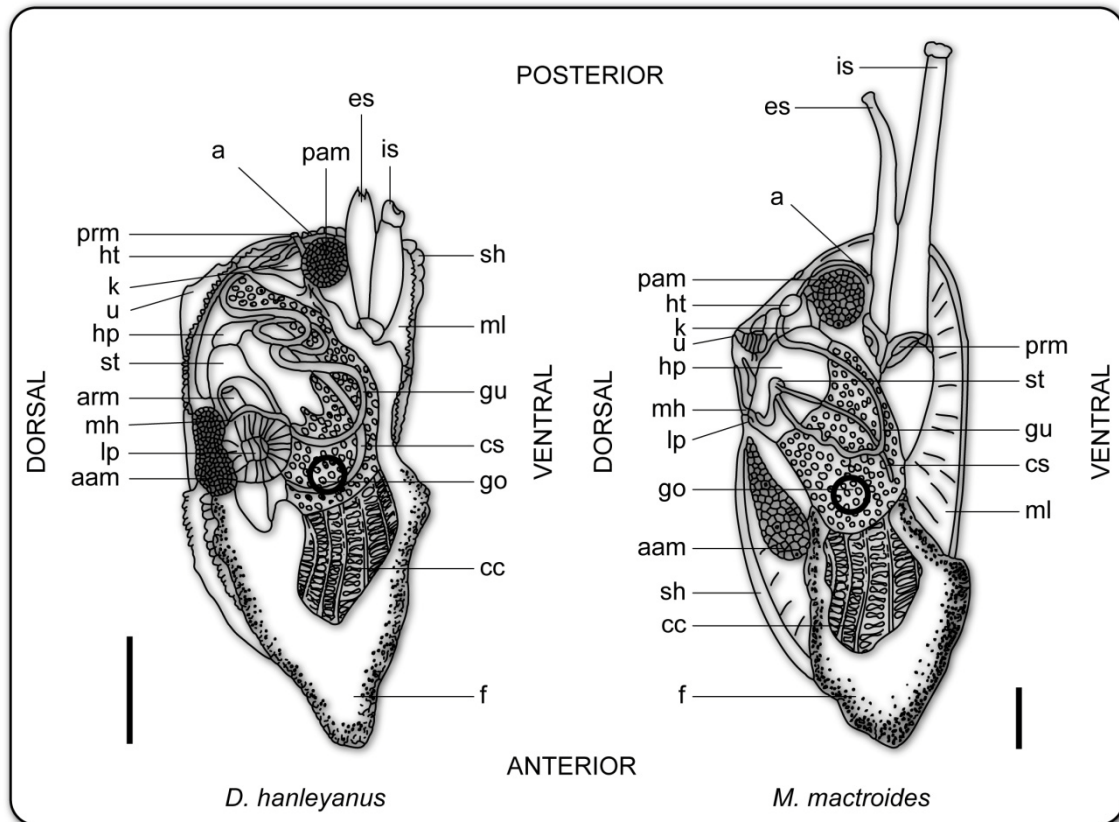 POSTERIOR
es
is
a
pam
prm
ht
k
u
hp
st
arm
mh
lp
aam
sh
ml
gu
cs
go
cc
f
DORSAL
VENTRAL
D. hanleyanus
is
es
a
pam
ht
k
u
hp
mh
lp
go
aam
sh
cc
f
prm
st
gu
cs
ml
DORSAL
VENTRAL
ANTERIOR
M. mactroides